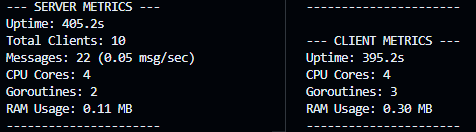 --- SERVER METRICS ---
Uptime: 405.2s
Total Clients: 10
Messages: 22 (0.05 msg/sec)
CPU Cores: 4
Goroutines: 2
RAM Usage: 0.11 MB
----------------------
----------------------
--- CLIENT METRICS ---
Uptime: 395.2s
CPU Cores: 4
Goroutines: 3
RAM Usage: 0.30 MB
----------------------